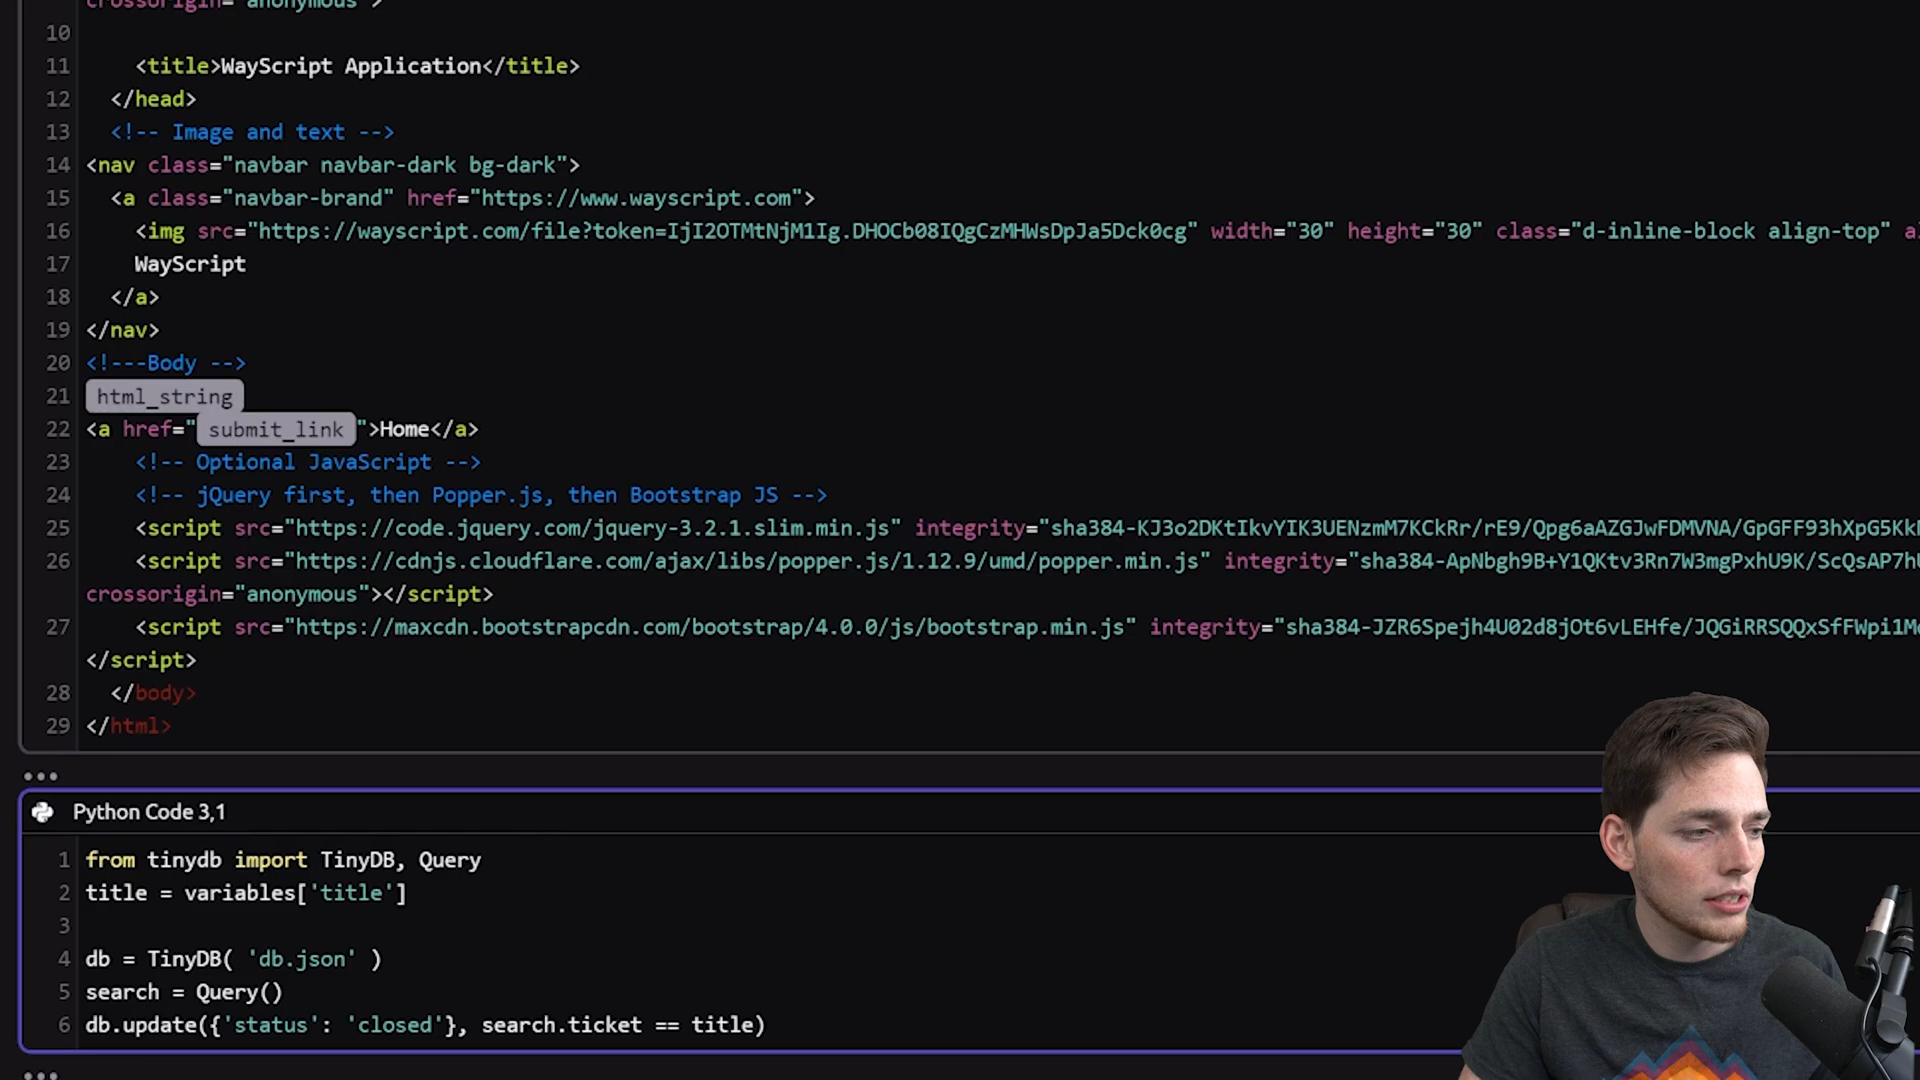 crossorigin="anonymous">
10
11 <title>WayScript Application</title>
12 </head>
13 <!-- Image and text -->
14 <nav class="navbar navbar-dark bg-dark">
15 <a class="navbar-brand" href="https://www.wayscript.com">
16 <img src="https://wayscript.com/file?token=IjI2OTMtNjM1Ig.DHOCb08IQgCzMHWsDpJa5Dck0cg" width="30" height="30" class="d-inline-block align-top" al
17 WayScript
18 </a>
19 </nav>
20 <!---Body -->
21 html_string
22 <a href=" submit_link ">Home</a>
23 <!-- Optional JavaScript -->
24 <!-- jQuery first, then Popper.js, then Bootstrap JS -->
25 <script src="https://code.jquery.com/jquery-3.2.1.slim.min.js" integrity="sha384-KJ3o2DKtIkvYIK3UENzmM7KCkRr/rE9/Qpg6aAZGJwFDMVNA/GpGFF93hXpG5KkN
26 <script src="https://cdnjs.cloudflare.com/ajax/libs/popper.js/1.12.9/umd/popper.min.js" integrity="sha384-ApNbgh9B+Y1QKtv3Rn7W3mgPxhU9K/ScQsAP7hU
crossorigin="anonymous"></script>
27 <script src="https://maxcdn.bootstrapcdn.com/bootstrap/4.0.0/js/bootstrap.min.js" integrity="sha384-JZR6Spejh4U02d8jOt6vLEHfe/JQGiRRSQQxSfFWpi1M
</script>
28 </body>
29 </html>
Python Code 3,1
1 from tinydb import TinyDB, Query
2 title = variables['title']
3
4 db = TinyDB( 'db.json' )
5 search = Query()
6 db.update({'status': 'closed'}, search.ticket == title)